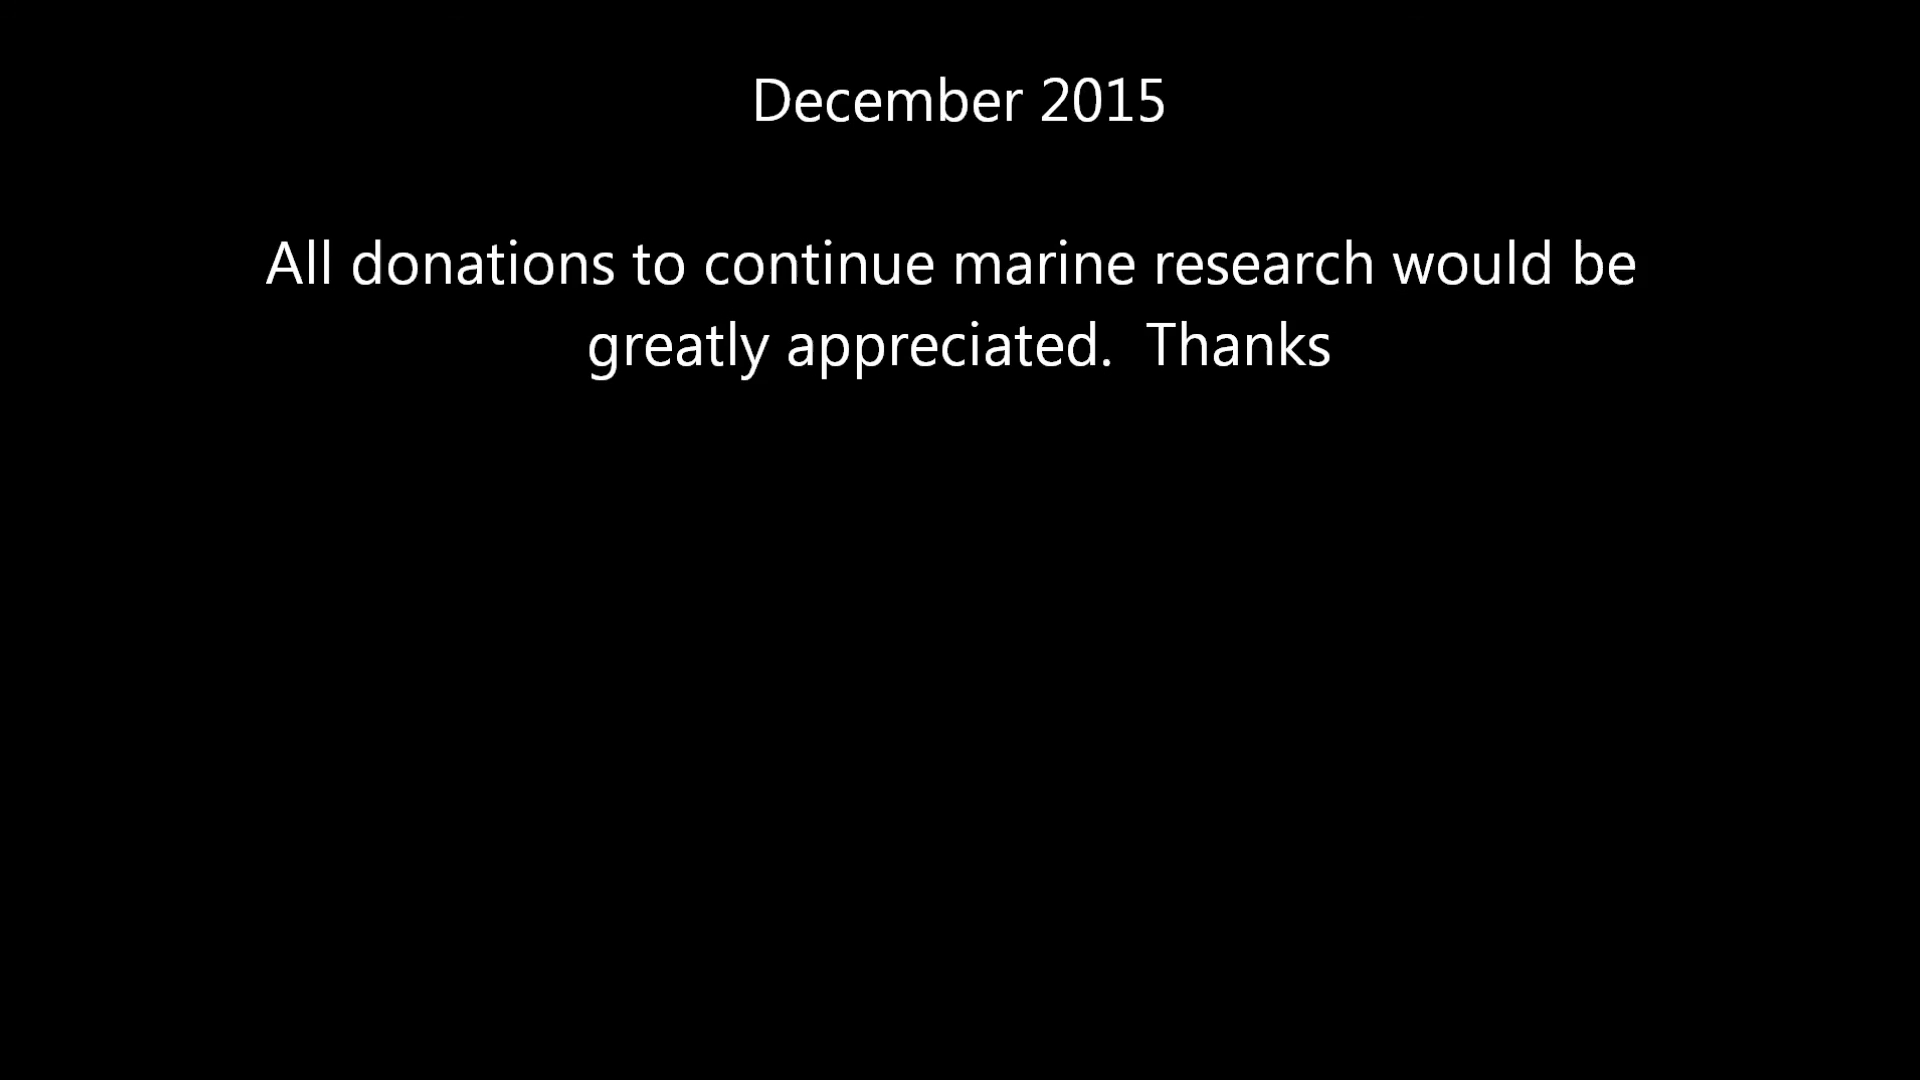 December 2015
All donations to continue marine research would be
greatly appreciated.  Thanks